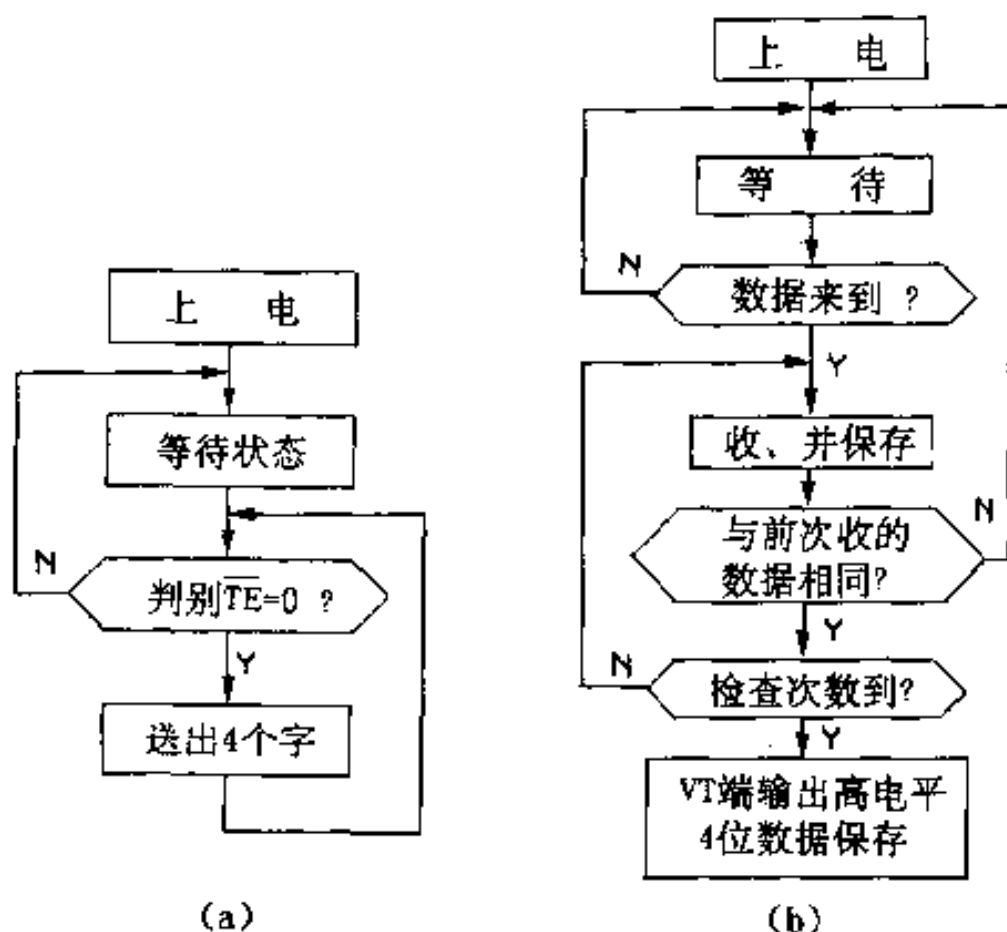 上 电
等待状态
N
判别T̅E̅=0 ?
Y
送出4个字
(a)
上 电
等 待
N
数据来到 ?
Y
收、并保存
与前次收的
数据相同?
N
Y
N
检查次数到?
Y
VT端输出高电平
4位数据保存
(b)